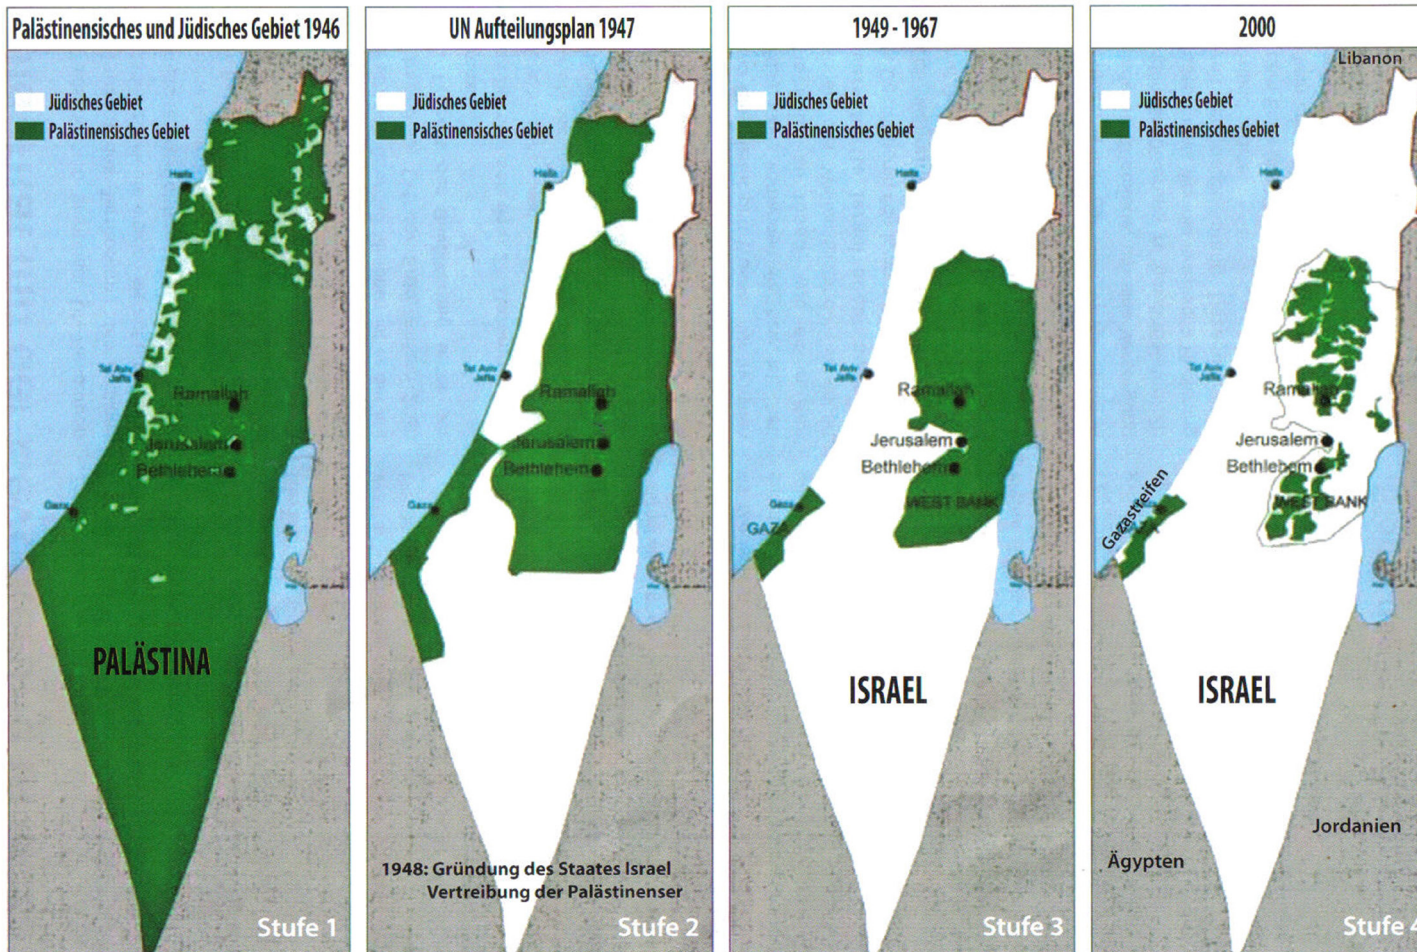 Palästinensisches und Jüdisches Gebiet 1946
Jüdisches Gebiet
Palästinensisches Gebiet
Haifa
Tel Aviv
Jaffa
Ramallah
Jerusalem
Bethlehem
Gaza
PALÄSTINA
Stufe 1
UN Aufteilungsplan 1947
Jüdisches Gebiet
Palästinensisches Gebiet
Haifa
Tel Aviv
Jaffa
Ramallah
Jerusalem
Bethlehem
Gaza
1948: Gründung des Staates Israel
Vertreibung der Palästinenser
Stufe 2
1949 - 1967
Jüdisches Gebiet
Palästinensisches Gebiet
Haifa
Tel Aviv
Jaffa
Ramallah
Jerusalem
Bethlehem
WEST BANK
Gaza
GAZA
ISRAEL
Stufe 3
2000
Libanon
Jüdisches Gebiet
Palästinensisches Gebiet
Haifa
Tel Aviv
Jaffa
Ramallah
Jerusalem
Bethlehem
WEST BANK
Gazastreifen
ISRAEL
Jordanien
Ägypten
Stufe 4